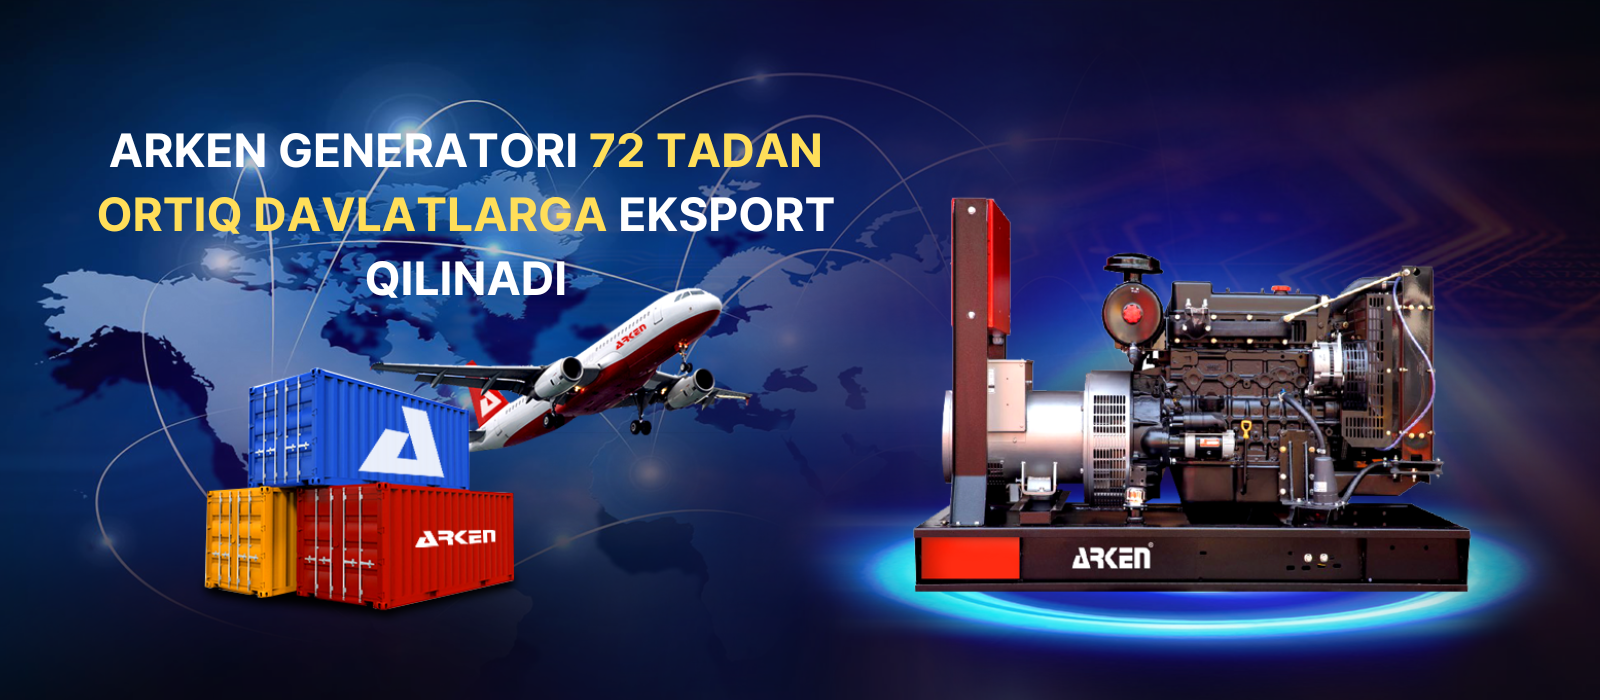 ARKEN GENERATORI 72 TADAN
ORTIQ DAVLATLARGA EKSPORT
QILINADI
ARKEN
ARKEN
ARKEN®